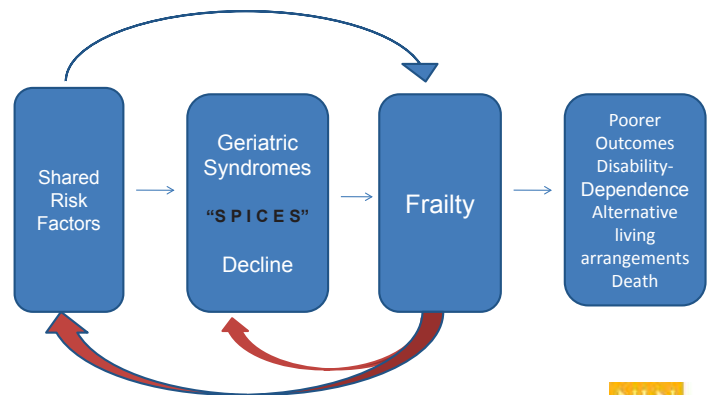 Shared
Risk
Factors
Geriatric
Syndromes
"S P I C E S"
Decline
Frailty
Poorer
Outcomes
Disability-
Dependence
Alternative
living
arrangements
Death